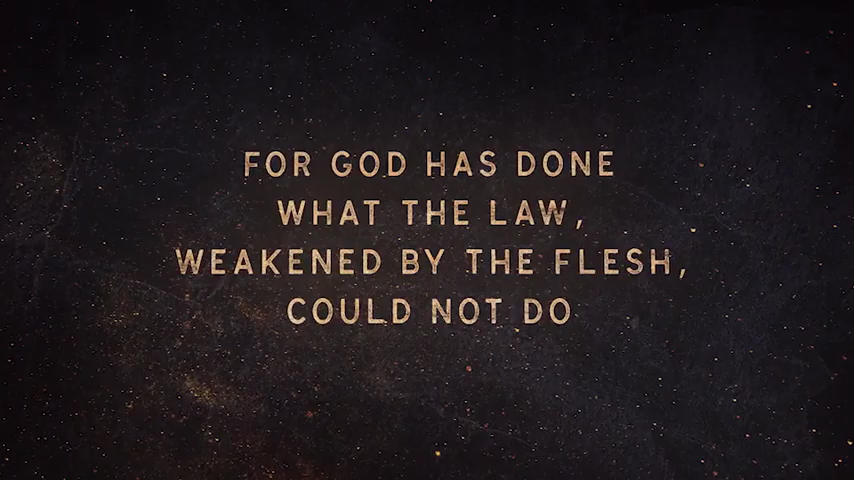 FOR GOD HAS DONE
WHAT THE LAW,
WEAKENED BY THE FLESH,
COULD NOT DO